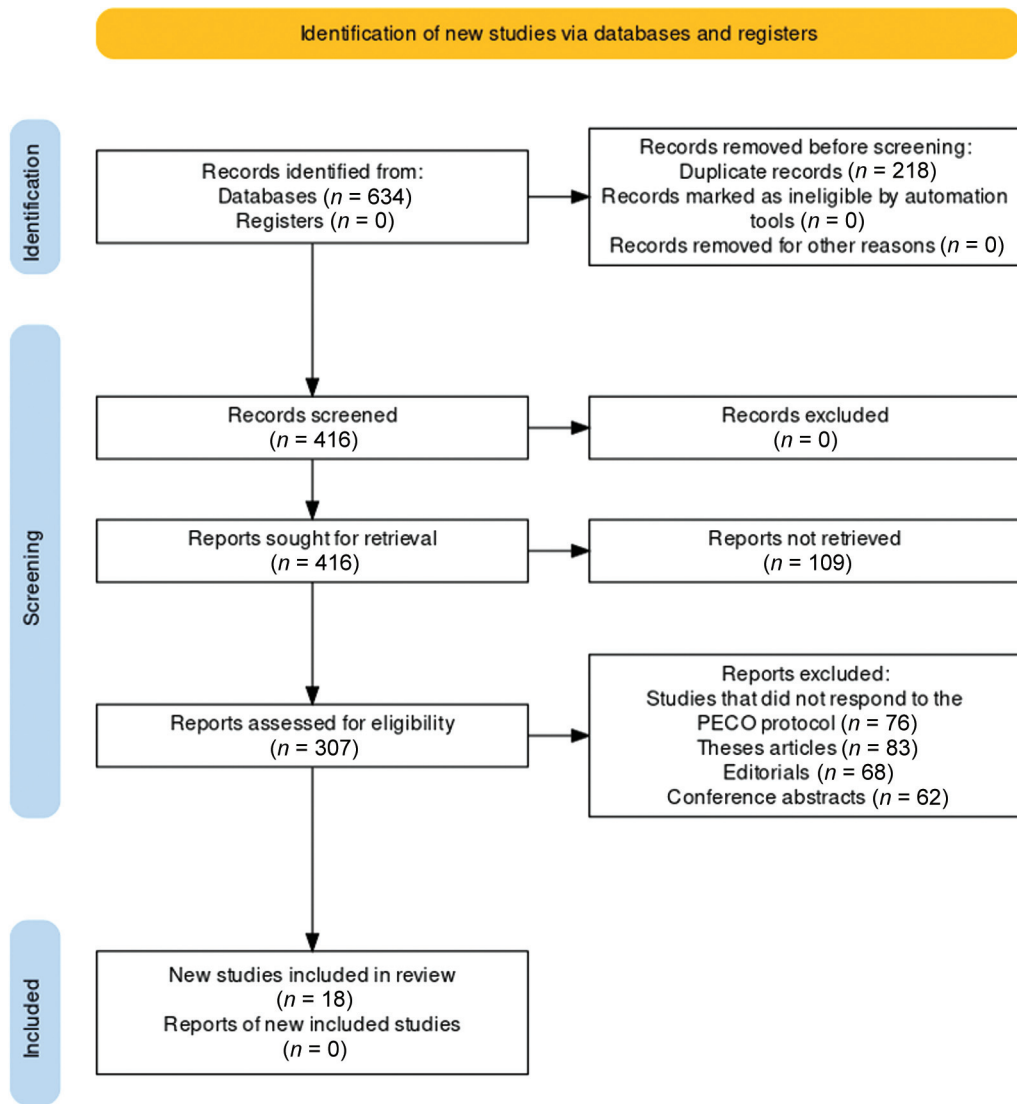 Identification of new studies via databases and registers
Identification
Records identified from:
Databases (n = 634)
Registers (n = 0)
Records removed before screening:
Duplicate records (n = 218)
Records marked as ineligible by automation
tools (n = 0)
Records removed for other reasons (n = 0)
Screening
Records screened
(n = 416)
Records excluded
(n = 0)
Reports sought for retrieval
(n = 416)
Reports not retrieved
(n = 109)
Reports assessed for eligibility
(n = 307)
Reports excluded:
Studies that did not respond to the
PECO protocol (n = 76)
Theses articles (n = 83)
Editorials (n = 68)
Conference abstracts (n = 62)
Included
New studies included in review
(n = 18)
Reports of new included studies
(n = 0)